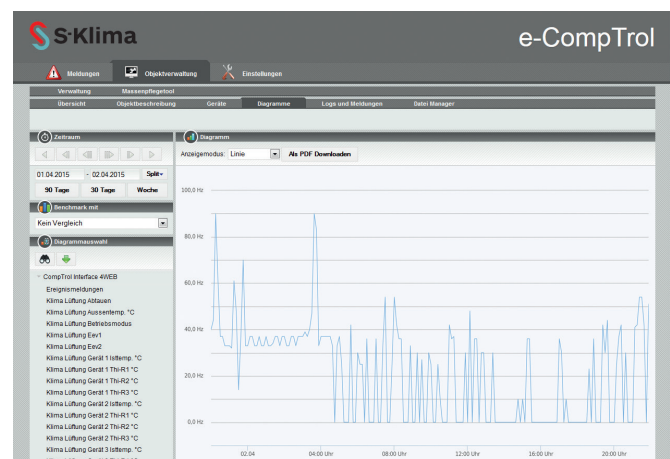 S·Klima
e-CompTrol
Meldungen Objektverwaltung Einstellungen
Verwaltung Massenpflegetool
Übersicht Objektbeschreibung Geräte Diagramme Logs und Meldungen Datei Manager
Zeitraum
01.04.2015 - 02.04.2015 Split
90 Tage 30 Tage Woche
Benchmark mit
Kein Vergleich
Diagrammauswahl
CompTrol Interface 4WEB
Ereignismeldungen
Klima Lüftung Abtauen
Klima Lüftung Aussentemp. °C
Klima Lüftung Betriebsmodus
Klima Lüftung Eev1
Klima Lüftung Eev2
Klima Lüftung Gerät 1 Isttemp. °C
Klima Lüftung Gerät 1 Thi-R1 °C
Klima Lüftung Gerät 1 Thi-R2 °C
Klima Lüftung Gerät 1 Thi-R3 °C
Klima Lüftung Gerät 2 Isttemp. °C
Klima Lüftung Gerät 2 Thi-R1 °C
Klima Lüftung Gerät 2 Thi-R2 °C
Klima Lüftung Gerät 2 Thi-R3 °C
Klima Lüftung Gerät 3 Isttemp. °C
Diagramm
Anzeigemodus: Linie Als PDF Downloaden
100,0 Hz
80,0 Hz
60,0 Hz
40,0 Hz
20,0 Hz
0,0 Hz
02.04 04:00 Uhr 08:00 Uhr 12:00 Uhr 16:00 Uhr 20:00 Uhr